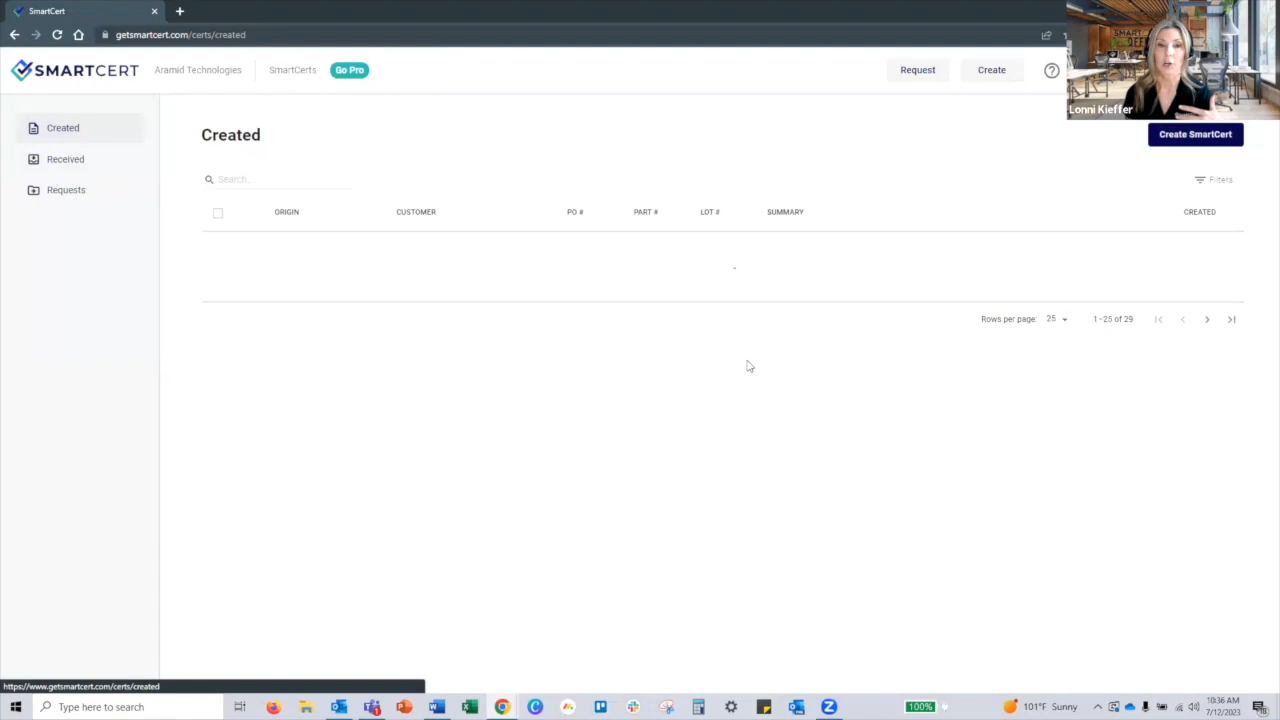 SmartCert
getsmartcert.com/certs/created
SMARTCERT
Aramid Technologies
SmartCerts
Go Pro
Request
Create
SMART
Lonni Kieffer
Created
Received
Requests
Created
Create SmartCert
Search..
Filters
ORIGIN
CUSTOMER
PO #
PART #
LOT #
SUMMARY
CREATED
Rows per page:
25
1-25 of 29
https://www.getsmartcert.com/certs/created
Type here to search
100%
101°F Sunny
10:36 AM
7/12/2023